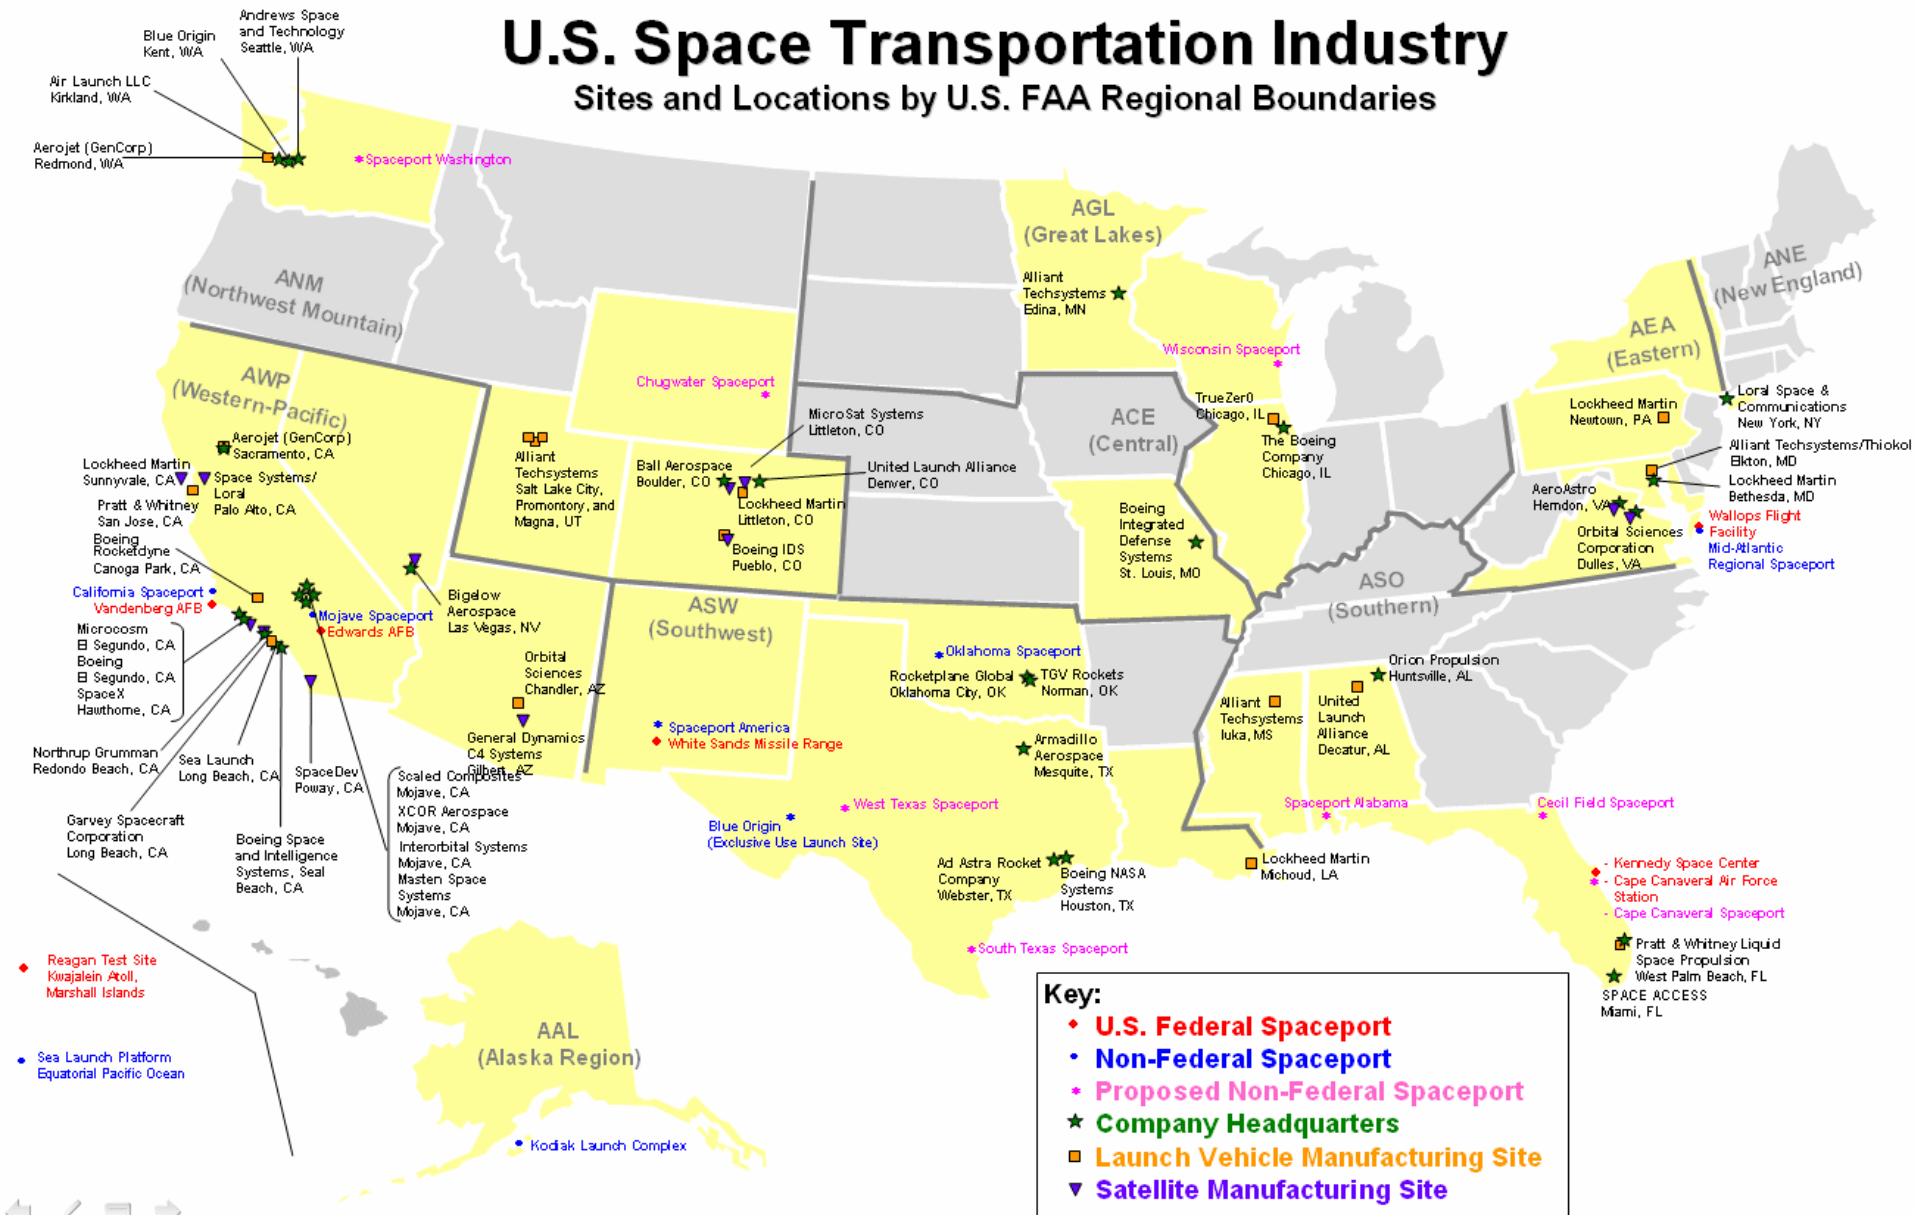 U.S. Space Transportation Industry
Sites and Locations by U.S. FAA Regional Boundaries
Andrews Space
and Technology
Seattle, WA
Blue Origin
Kent, WA
Air Launch LLC
Kirkland, WA
Aerojet (GenCorp)
Redmond, WA
Spaceport Washington
ANM
(Northwest Mountain)
AGL
(Great Lakes)
Alliant
Techsystems
Edina, MN
ANE
(New England)
AEA
(Eastern)
AWP
(Western-Pacific)
Chugwater Spaceport
Wisconsin Spaceport
ACE
(Central)
TrueZer0
Chicago, IL
The Boeing
Company
Chicago, IL
Lockheed Martin
Newtown, PA
Loral Space &
Communications
New York, NY
Alliant Techsystems/Thiokol
Elkton, MD
Lockheed Martin
Bethesda, MD
AeroAstro
Herndon, VA
Wallops Flight
Facility
Mid-Atlantic
Regional Spaceport
Orbital Sciences
Corporation
Dulles, VA
MicroSat Systems
Littleton, CO
Ball Aerospace
Boulder, CO
United Launch Alliance
Denver, CO
Lockheed Martin
Littleton, CO
Boeing IDS
Pueblo, CO
Alliant
Techsystems
Salt Lake City,
Promontory, and
Magna, UT
Aerojet (GenCorp)
Sacramento, CA
Lockheed Martin
Sunnyvale, CA
Space Systems/
Loral
Palo Alto, CA
Pratt & Whitney
San Jose, CA
Boeing
Rocketdyne
Canoga Park, CA
California Spaceport
Vandenberg AFB
Microcosm
El Segundo, CA
Boeing
El Segundo, CA
SpaceX
Hawthorne, CA
Mojave Spaceport
Edwards AFB
Bigelow
Aerospace
Las Vegas, NV
Boeing
Integrated
Defense
Systems
St. Louis, MO
ASO
(Southern)
ASW
(Southwest)
Orbital
Sciences
Chandler, AZ
General Dynamics
C4 Systems
Gilbert, AZ
Spaceport America
White Sands Missile Range
Oklahoma Spaceport
Rocketplane Global
Oklahoma City, OK
TGV Rockets
Norman, OK
Armadillo
Aerospace
Mesquite, TX
Alliant
Techsystems
Iuka, MS
United
Launch
Alliance
Decatur, AL
Orion Propulsion
Huntsville, AL
Northrup Grumman
Redondo Beach, CA
Sea Launch
Long Beach, CA
SpaceDev
Poway, CA
Garvey Spacecraft
Corporation
Long Beach, CA
Boeing Space
and Intelligence
Systems, Seal
Beach, CA
Scaled Composites
Mojave, CA
XCOR Aerospace
Mojave, CA
Interorbital Systems
Mojave, CA
Masten Space
Systems
Mojave, CA
West Texas Spaceport
Blue Origin
(Exclusive Use Launch Site)
Ad Astra Rocket
Company
Webster, TX
Boeing NASA
Systems
Houston, TX
South Texas Spaceport
Lockheed Martin
Michoud, LA
Spaceport Alabama
Cecil Field Spaceport
- Kennedy Space Center
- Cape Canaveral Air Force
Station
- Cape Canaveral Spaceport
Pratt & Whitney Liquid
Space Propulsion
West Palm Beach, FL
SPACE ACCESS
Miami, FL
Reagan Test Site
Kwajalein Atoll,
Marshall Islands
Sea Launch Platform
Equatorial Pacific Ocean
AAL
(Alaska Region)
Kodiak Launch Complex
Key:
U.S. Federal Spaceport
Non-Federal Spaceport
Proposed Non-Federal Spaceport
Company Headquarters
Launch Vehicle Manufacturing Site
Satellite Manufacturing Site